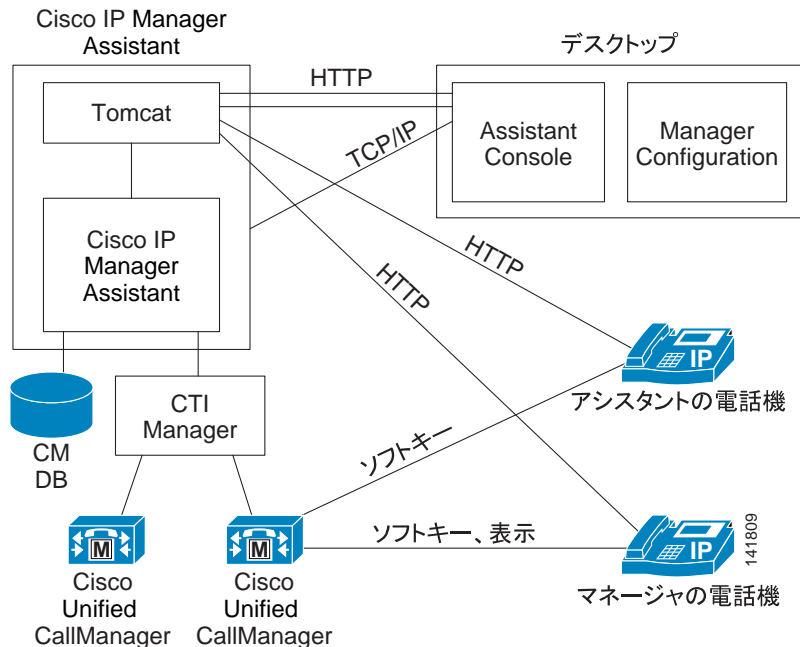 Cisco IP Manager
Assistant
デスクトップ
HTTP
Tomcat
Assistant
Console
Manager
Configuration
TCP/IP
Cisco IP
Manager
Assistant
HTTP
HTTP
IP
アシスタントの電話機
CTI
Manager
CM
DB
ソフトキー
M
M
ソフトキー、表示
IP
141809
マネージャの電話機
Cisco
Unified
CallManager
Cisco
Unified
CallManager